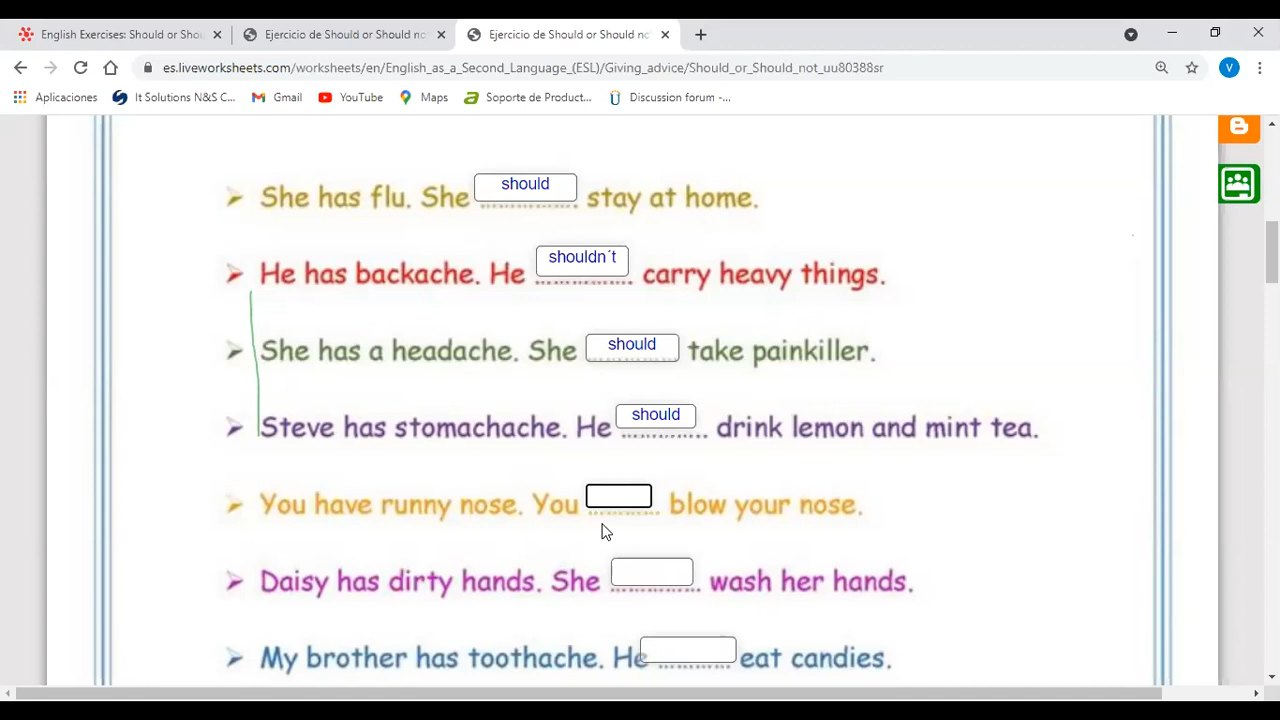 English Exercises: Should or Shou
Ejercicio de Should or Should no
Ejercicio de Should or Should no
es.liveworksheets.com/worksheets/en/English_as_a_Second_Language_(ESL)/Giving_advice/Should_or_Should_not_uu80388sr
V
Aplicaciones
It Solutions N&S C...
Gmail
YouTube
Maps
Soporte de Product...
Discussion forum -...
She has flu. She should stay at home.
He has backache. He shouldn´t carry heavy things.
She has a headache. She should take painkiller.
Steve has stomachache. He should drink lemon and mint tea.
You have runny nose. You ........ blow your nose.
Daisy has dirty hands. She ........ wash her hands.
My brother has toothache. He ........ eat candies.